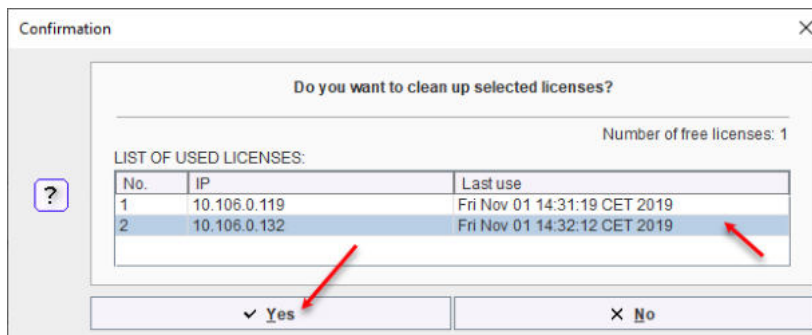 Confirmation
Do you want to clean up selected licenses?
Number of free licenses: 1
LIST OF USED LICENSES:
No. IP Last use
1 10.106.0.119 Fri Nov 01 14:31:19 CET 2019
2 10.106.0.132 Fri Nov 01 14:32:12 CET 2019
?
Yes No